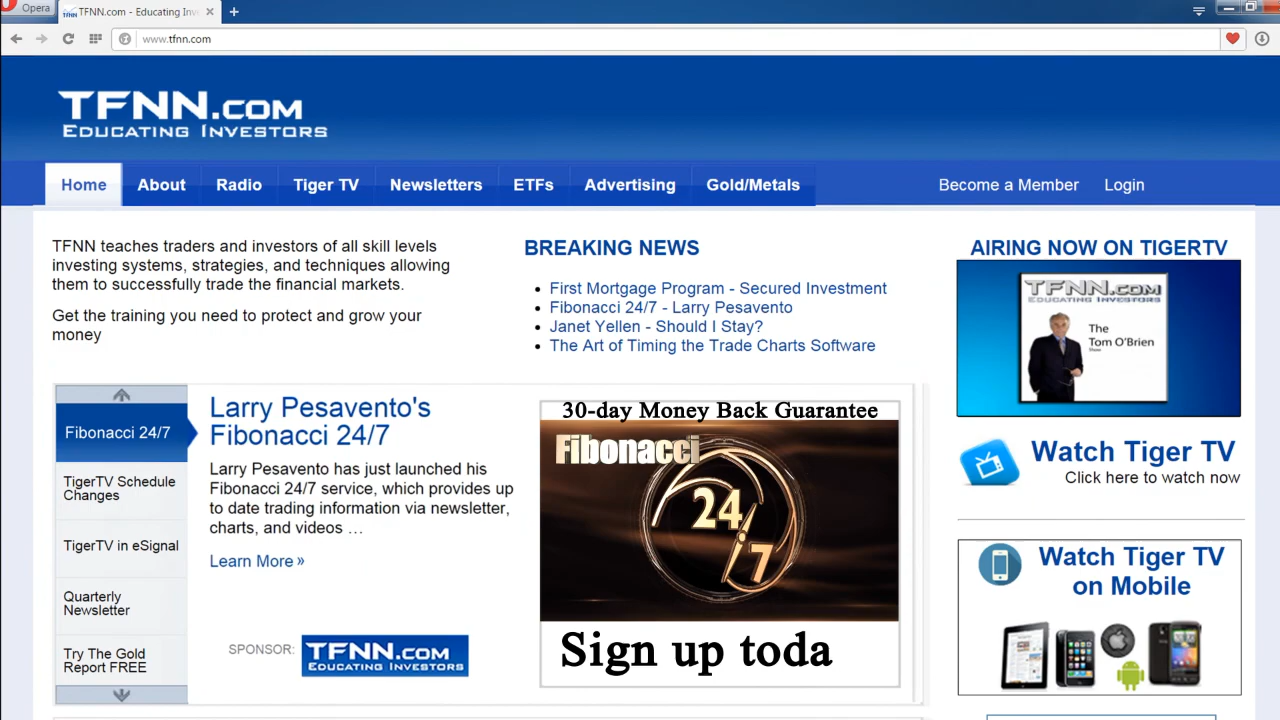 Opera
TFNN.com - Educating Inv
www.tfnn.com
TFNN.COM
EDUCATING INVESTORS
Home
About
Radio
Tiger TV
Newsletters
ETFs
Advertising
Gold/Metals
Become a Member
Login
TFNN teaches traders and investors of all skill levels
investing systems, strategies, and techniques allowing
them to successfully trade the financial markets.
Get the training you need to protect and grow your
money
BREAKING NEWS
First Mortgage Program - Secured Investment
Fibonacci 24/7 - Larry Pesavento
Janet Yellen - Should I Stay?
The Art of Timing the Trade Charts Software
AIRING NOW ON TIGERTV
TFNN.COM
EDUCATING INVESTORS
The
Tom O'Brien
Show
Watch Tiger TV
Click here to watch now
Watch Tiger TV
on Mobile
Fibonacci 24/7
TigerTV Schedule
Changes
TigerTV in eSignal
Quarterly
Newsletter
Try The Gold
Report FREE
Larry Pesavento's
Fibonacci 24/7
Larry Pesavento has just launched his
Fibonacci 24/7 service, which provides up
to date trading information via newsletter,
charts, and videos …
Learn More »
SPONSOR:
TFNN.COM
EDUCATING INVESTORS
30-day Money Back Guarantee
Fibonacci
24
7
Sign up toda